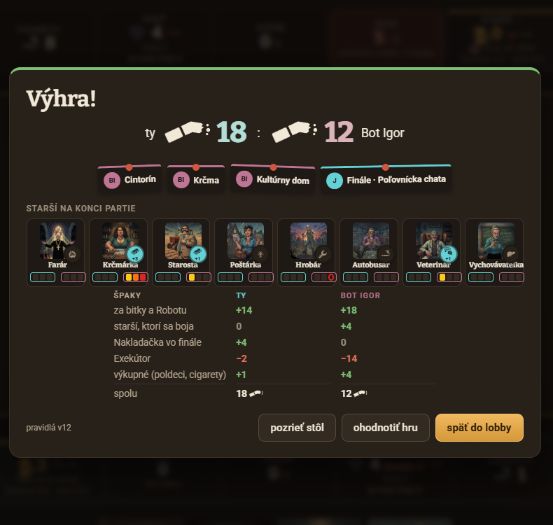 Výhra!
ty 18 : 12 Bot Igor
BI Cintorín BI Krčma BI Kultúrny dom J Finále · Poľovnícka chata
STARŠÍ NA KONCI PARTIE
Farár Krčmárka Starosta Poštárka Hrobár Autobusár Veterinár Vychovávateľka
ŠPAKY TY BOT IGOR
za bitky a Robotu +14 +18
starší, ktorí sa boja 0 +4
Nakladačka vo finále +4 0
Exekútor −2 −14
výkupné (poldeci, cigarety) +1 +4
spolu 18 12
pravidlá v12 pozrieť stôl ohodnotiť hru späť do lobby